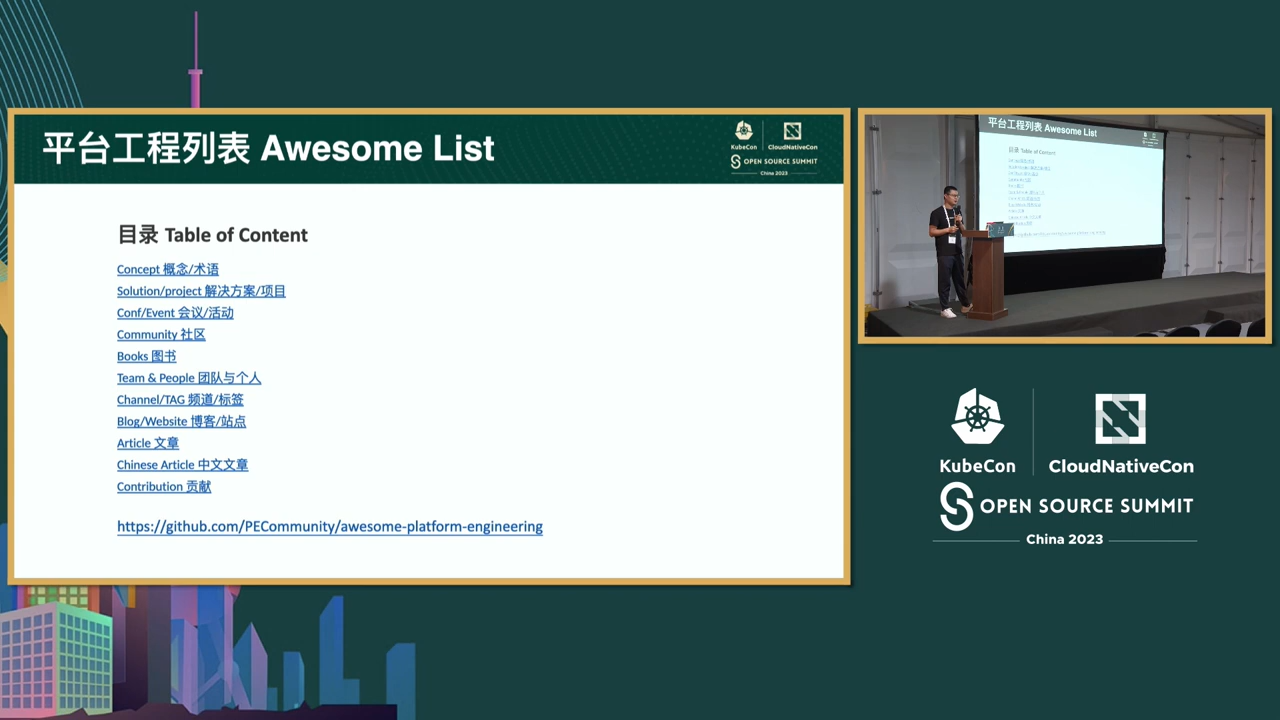 平台工程列表 Awesome List
KubeCon
CloudNativeCon
OPEN SOURCE SUMMIT
China 2023
目录 Table of Content
Concept 概念/术语
Solution/project 解决方案/项目
Conf/Event 会议/活动
Community 社区
Books 图书
Team & People 团队与个人
Channel/TAG 频道/标签
Blog/Website 博客/站点
Article 文章
Chinese Article 中文文章
Contribution 贡献
https://github.com/PECommunity/awesome-platform-engineering
平台工程列表 Awesome List
目录 Table of Content
KubeCon
CloudNativeCon
OPEN SOURCE SUMMIT
China 2023